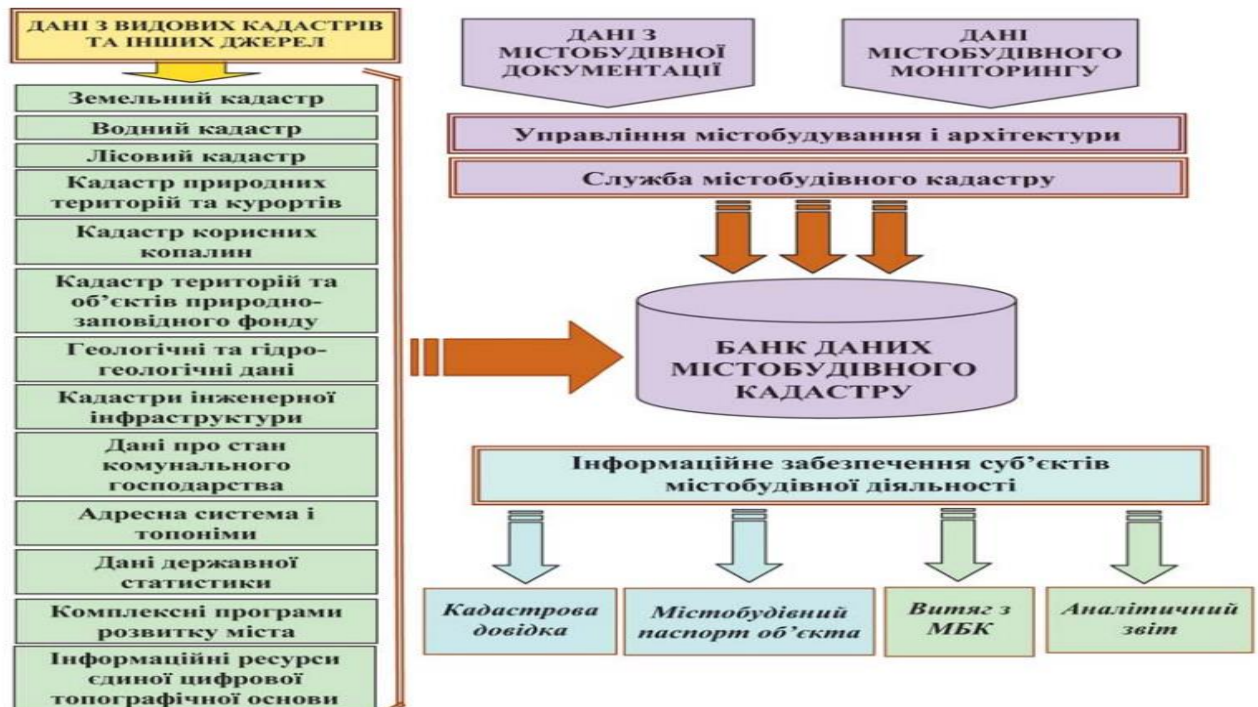 ДАНІ З ВИДОВИХ КАДАСТРІВ
ТА ІНШИХ ДЖЕРЕЛ
Земельний кадастр
Водний кадастр
Лісовий кадастр
Кадастр природних
територій та курортів
Кадастр корисних
копалин
Кадастр територій та
об’єктів природно-
заповідного фонду
Геологічні та гідро-
геологічні дані
Кадастри інженерної
інфраструктури
Дані про стан
комунального
господарства
Адресна система і
топоніми
Дані державної
статистики
Комплексні програми
розвитку міста
Інформаційні ресурси
єдиної цифрової
топографічної основи
ДАНІ З
МІСТОБУДІВНОЇ
ДОКУМЕНТАЦІЇ
ДАНІ
МІСТОБУДІВНОГО
МОНІТОРИНГУ
Управління містобудування і архітектури
Служба містобудівного кадастру
БАНК ДАНИХ
МІСТОБУДІВНОГО
КАДАСТРУ
Інформаційне забезпечення суб’єктів
містобудівної діяльності
Кадастрова
довідка
Містобудівний
паспорт об’єкта
Витяг з
МБК
Аналітичний
звіт